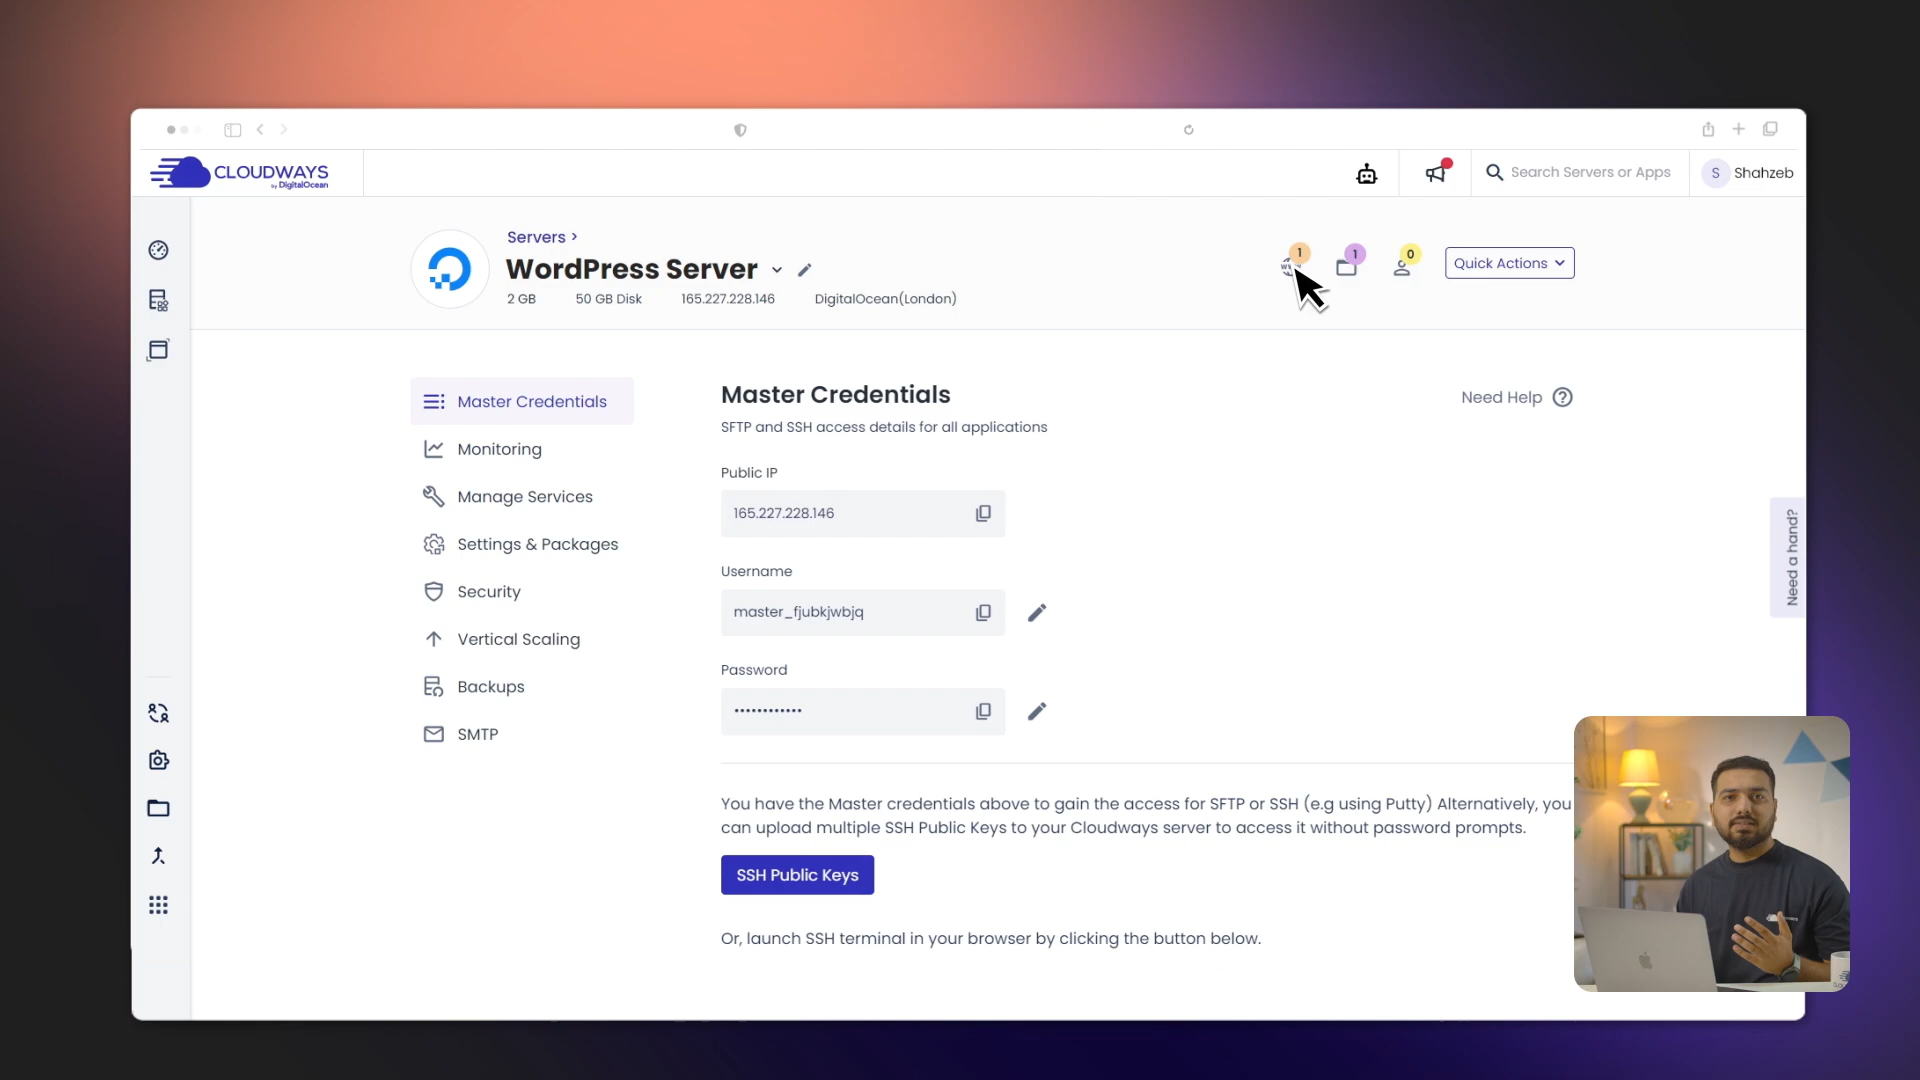 CLOUDWAYS
by DigitalOcean
Search Servers or Apps
S
Shahzeb
Servers >
WordPress Server
2 GB
50 GB Disk
165.227.228.146
DigitalOcean(London)
1
1
0
Quick Actions
Master Credentials
Monitoring
Manage Services
Settings & Packages
Security
Vertical Scaling
Backups
SMTP
Master Credentials
Need Help
SFTP and SSH access details for all applications
Public IP
165.227.228.146
Username
master_fjubkjwbjq
Password
••••••••••••
You have the Master credentials above to gain the access for SFTP or SSH (e.g using Putty) Alternatively, you
can upload multiple SSH Public Keys to your Cloudways server to access it without password prompts.
SSH Public Keys
Or, launch SSH terminal in your browser by clicking the button below.
Need a hand?